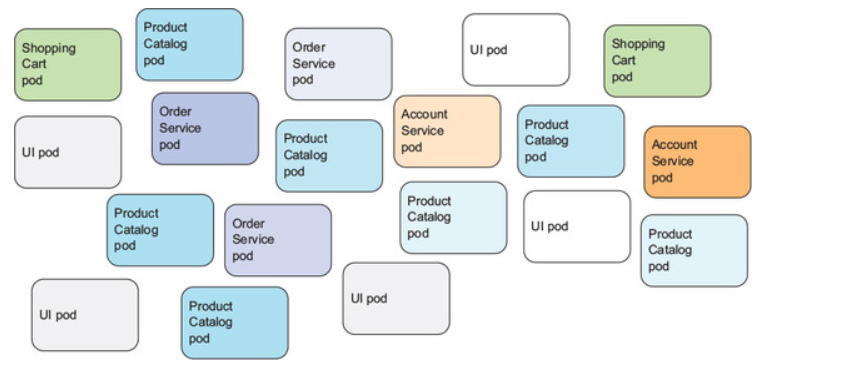 Shopping
Cart
pod
Product
Catalog
pod
Order
Service
pod
UI pod
Shopping
Cart
pod
UI pod
Order
Service
pod
Product
Catalog
pod
Account
Service
pod
Product
Catalog
pod
Account
Service
pod
Product
Catalog
pod
Order
Service
pod
Product
Catalog
pod
UI pod
Product
Catalog
pod
UI pod
Product
Catalog
pod
UI pod